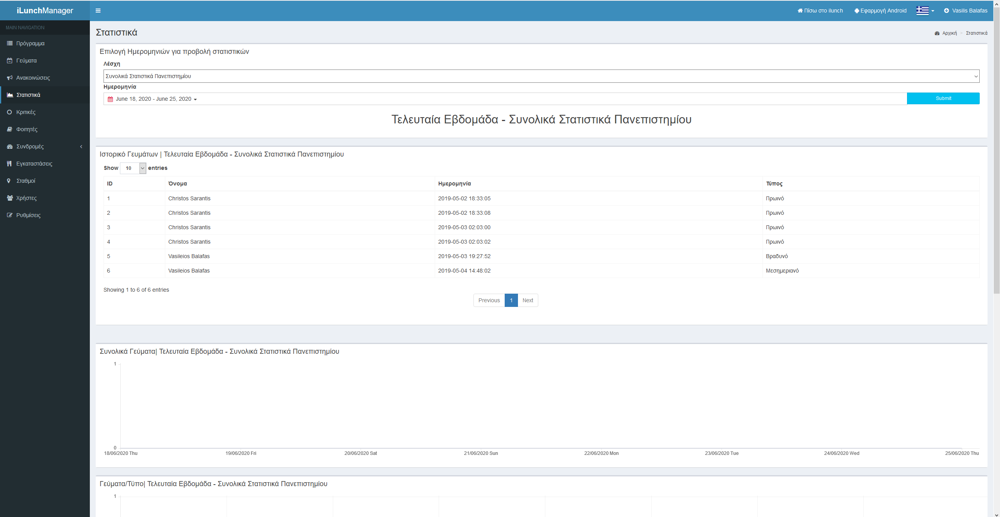 iLunchManager
Πίσω στο ilunch
Εφαρμογή Android
Vasilis Balafas
MAIN NAVIGATION
Πρόγραμμα
Γεύματα
Ανακοινώσεις
Στατιστικά
Κριτικές
Φοιτητές
Συνδρομές
Εγκαταστάσεις
Σταθμοί
Χρήστες
Ρυθμίσεις
Στατιστικά
Αρχική > Στατιστικά
Επιλογή Ημερομηνιών για προβολή στατιστικών
Λέσχη
Συνολικά Στατιστικά Πανεπιστημίου
Ημερομηνία
June 18, 2020 - June 25, 2020
Submit
Τελευταία Εβδομάδα - Συνολικά Στατιστικά Πανεπιστημίου
Ιστορικό Γευμάτων | Τελευταία Εβδομάδα - Συνολικά Στατιστικά Πανεπιστημίου
Show 10 entries
ID Όνομα Ημερομηνία Τύπος
1 Christos Sarantis 2019-05-02 18:33:05 Πρωινό
2 Christos Sarantis 2019-05-02 18:33:08 Πρωινό
3 Christos Sarantis 2019-05-03 02:03:00 Πρωινό
4 Christos Sarantis 2019-05-03 02:03:02 Πρωινό
5 Vasileios Balafas 2019-05-03 19:27:52 Βραδυνό
6 Vasileios Balafas 2019-05-04 14:48:02 Μεσημεριανό
Showing 1 to 6 of 6 entries
Previous 1 Next
Συνολικά Γεύματα| Τελευταία Εβδομάδα - Συνολικά Στατιστικά Πανεπιστημίου
1
0
18/06/2020 Thu 19/06/2020 Fri 20/06/2020 Sat 21/06/2020 Sun 22/06/2020 Mon 23/06/2020 Tue 24/06/2020 Wed 25/06/2020 Thu
Γεύματα/Τύπο| Τελευταία Εβδομάδα - Συνολικά Στατιστικά Πανεπιστημίου
1